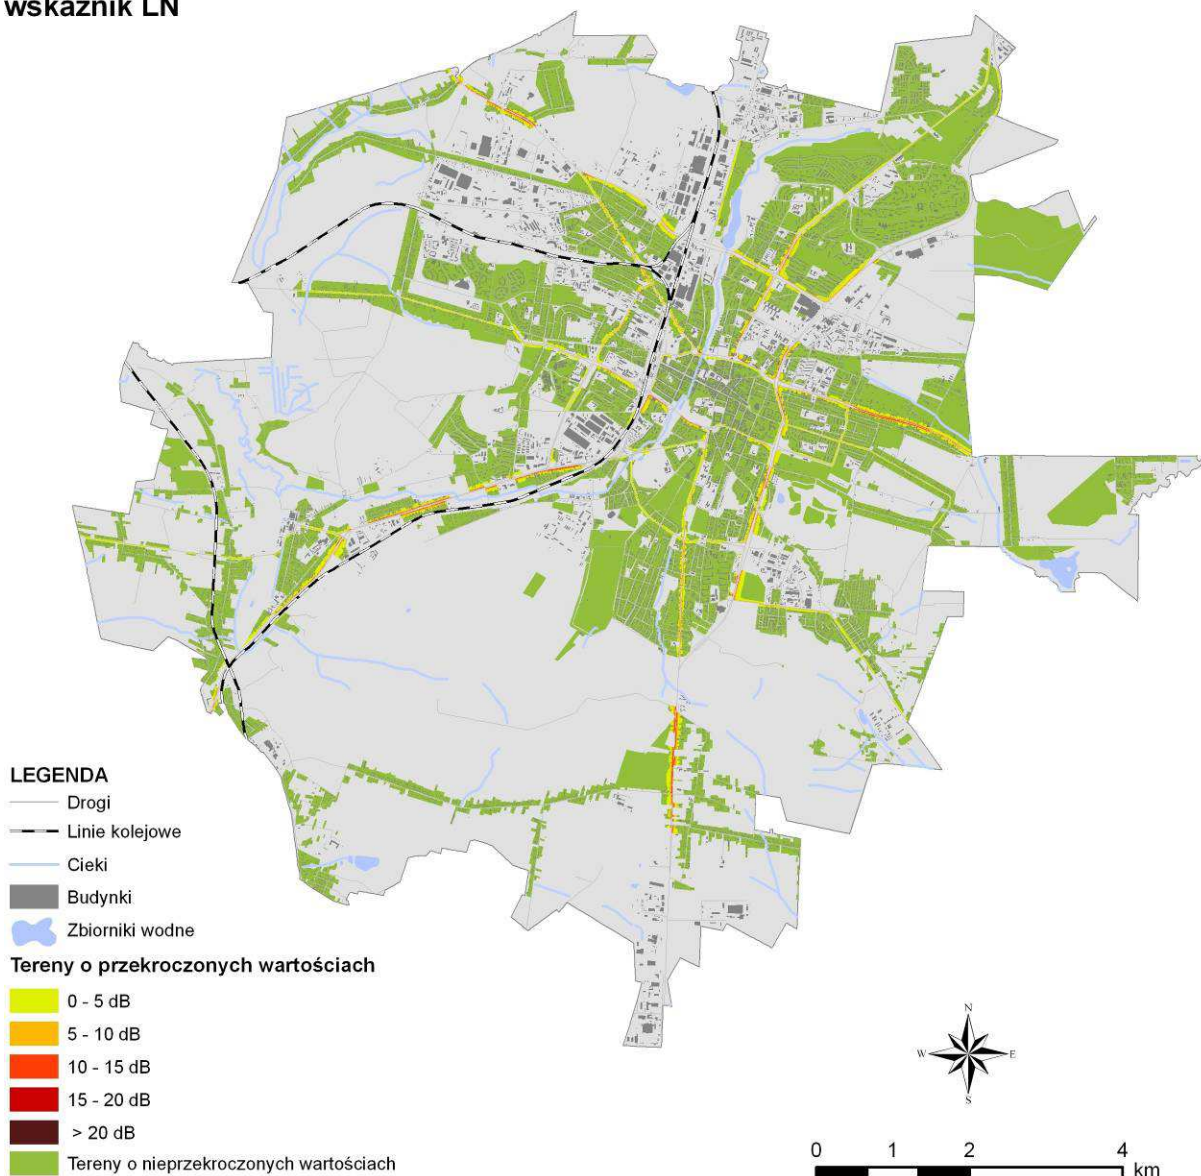 wskaźnik LN
LEGENDA
Drogi
Linie kolejowe
Cieki
Budynki
Zbiorniki wodne
Tereny o przekroczonych wartościach
0 - 5 dB
5 - 10 dB
10 - 15 dB
15 - 20 dB
> 20 dB
Tereny o nieprzekroczonych wartościach
N
W E
S
0 1 2 4
km